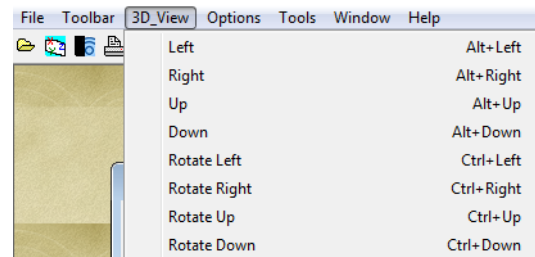 File Toolbar 3D_View Options Tools Window Help
Left Alt+Left
Right Alt+Right
Up Alt+Up
Down Alt+Down
Rotate Left Ctrl+Left
Rotate Right Ctrl+Right
Rotate Up Ctrl+Up
Rotate Down Ctrl+Down